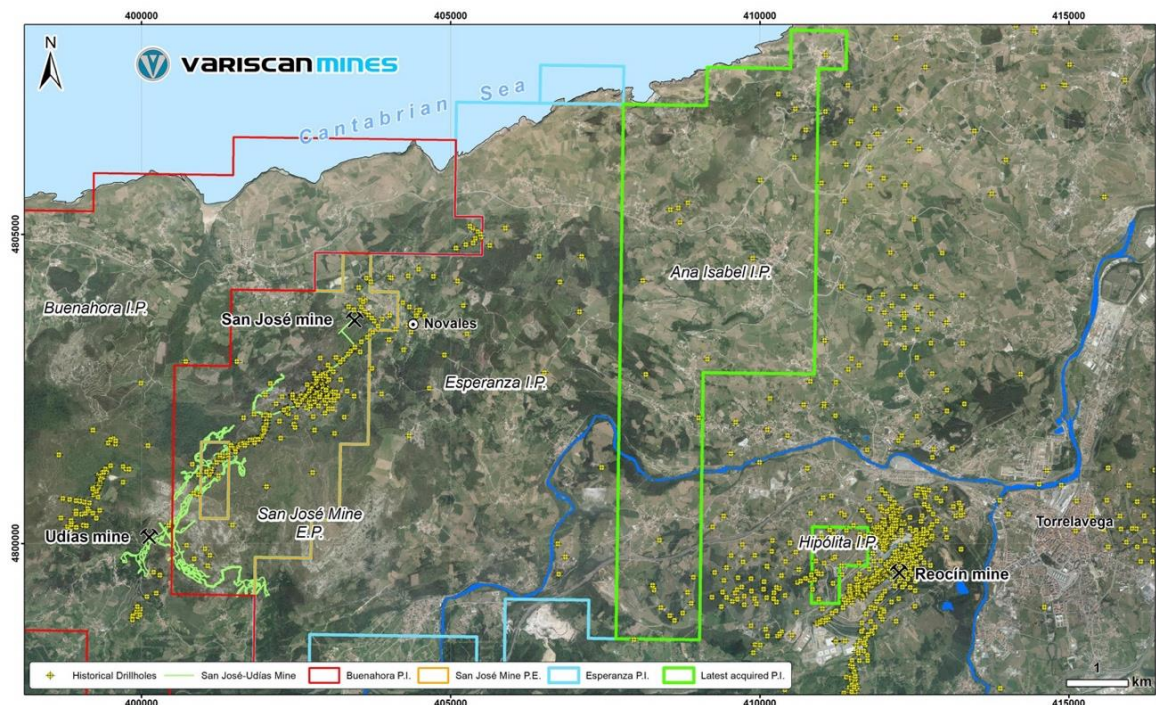 400000 405000 410000 415000
N
VARISCAN MINES
Cantabrian Sea
4805000
4805000
Ana Isabel I.P.
Buenahora I.P.
San José mine
Novales
Esperanza I.P.
San José Mine
E.P.
Udías mine
4800000
4800000
Hipólita I.P.
Torrelavega
Reocín mine
Historical Drillholes San José-Udías Mine Buenahora P.I. San José Mine P.E. Esperanza P.I. Latest acquired P.I.
1
km
400000 405000 410000 415000